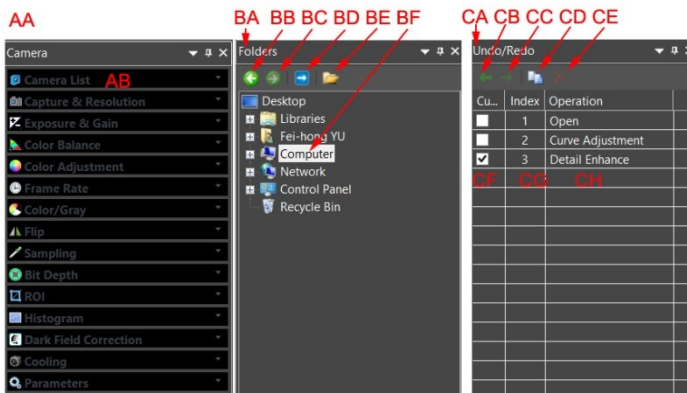 AA
BA BB BC BD BE BF
CA CB CC CD CE
Camera
Camera List
AB
Capture & Resolution
Exposure & Gain
Color Balance
Color Adjustment
Frame Rate
Color/Gray
Flip
Sampling
Bit Depth
ROI
Histogram
Dark Field Correction
Cooling
Parameters
Folders
Desktop
Libraries
Fei-hong YU
Computer
Network
Control Panel
Recycle Bin
Undo/Redo
Cu... Index Operation
1 Open
2 Curve Adjustment
3 Detail Enhance
CF CG CH